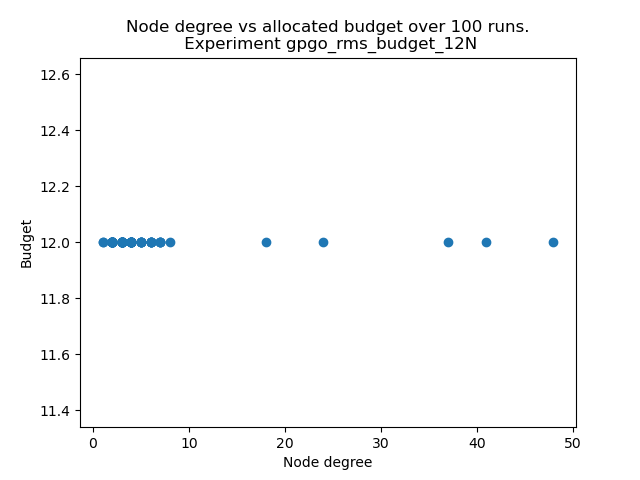 Node degree vs allocated budget over 100 runs.
Experiment gpgo_rms_budget_12N
12.6
12.4
12.2
12.0
11.8
11.6
11.4
Budget
0 10 20 30 40 50
Node degree